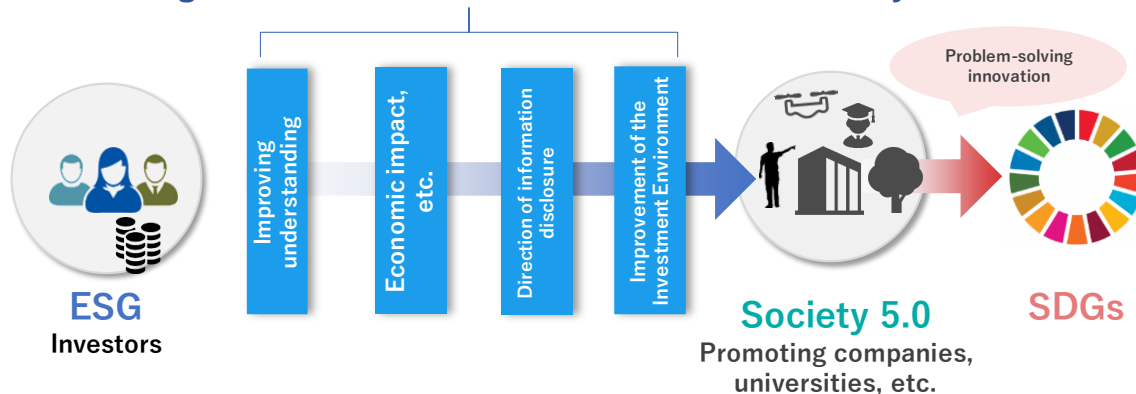 Problem-solving
innovation
Improving
understanding
Economic impact,
etc.
Direction of information
disclosure
Improvement of the
Investment Environment
ESG
Investors
Society 5.0
Promoting companies,
universities, etc.
SDGs